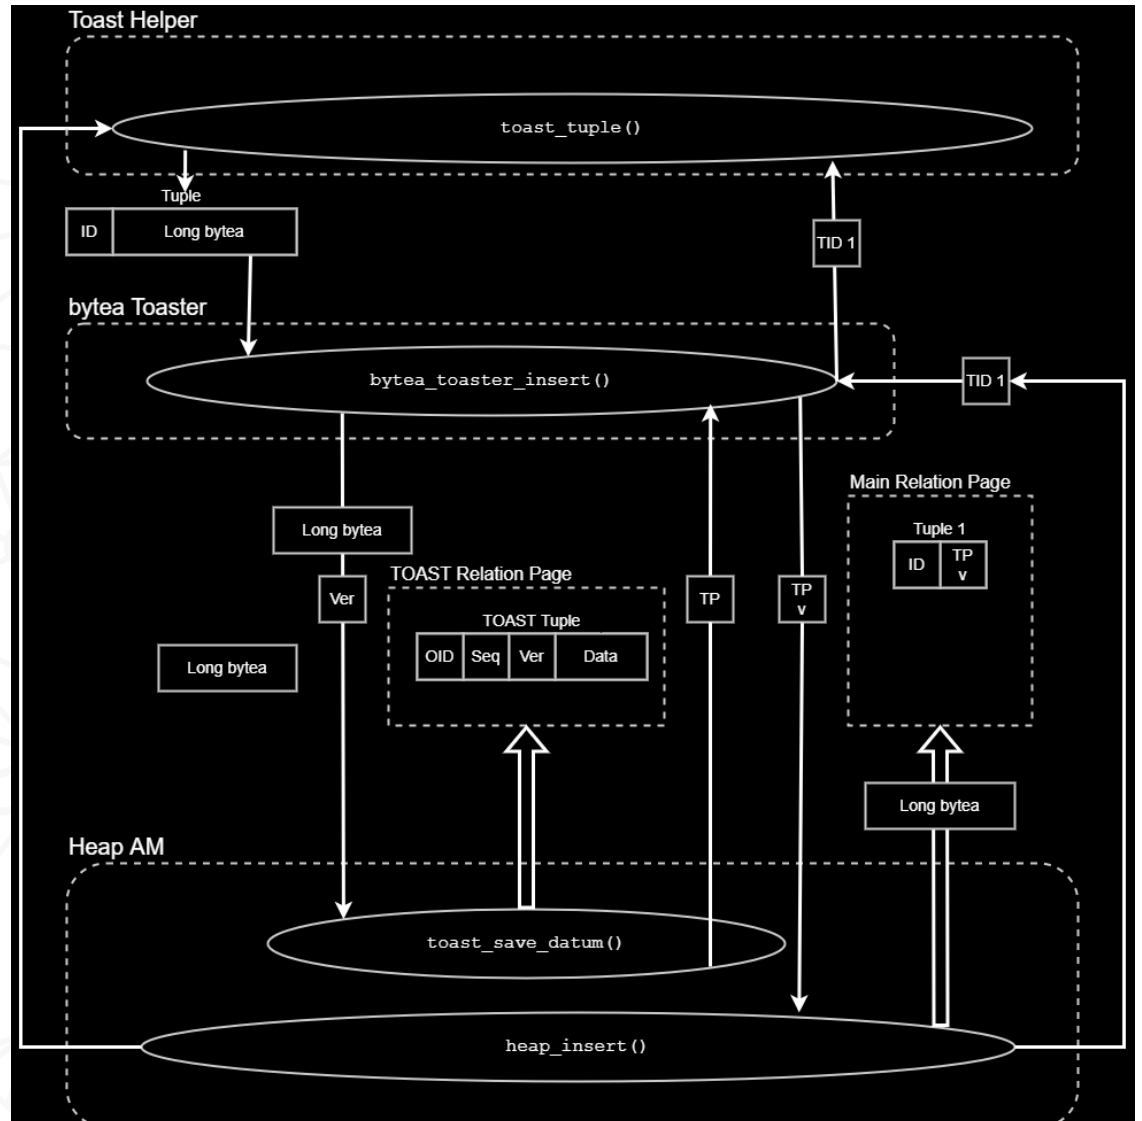 Toast Helper
toast_tuple()
Tuple
ID
Long bytea
TID 1
bytea Toaster
bytea_toaster_insert()
TID 1
Main Relation Page
Tuple 1
ID
TP
v
Long bytea
Ver
TOAST Relation Page
TOAST Tuple
OID
Seq
Ver
Data
TP
TP
v
Long bytea
Long bytea
Heap AM
toast_save_datum()
heap_insert()